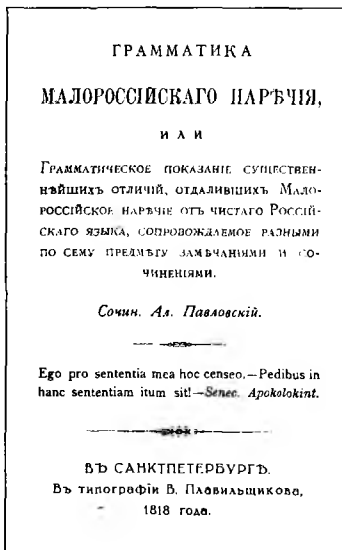 ГРАММАТИКА
МАЛОРОССІЙСКАГО НАРѢЧІЯ,
ИЛИ
ГРАММАТИЧЕСКОЕ ПОКАЗАНІЕ СУЩЕСТВЕН-
НѢЙШИХЪ ОТЛИЧІЙ, ОТДАЛИВШИХЪ МАЛО-
РОССІЙСКОЕ НАРѢЧІЕ ОТЪ ЧИСТАГО РОССІЙ-
СКАГО ЯЗЫКА, СОПРОВОЖДАЕМОЕ РАЗНЫМИ
ПО СЕМУ ПРЕДМѢТУ ЗАМѢЧАНІЯМИ И СО-
ЧИНЕНІЯМИ.
Сочин. Ал. Павловскій.
Ego pro sententia mea hoc censeo.—Pedibus in
hanc sententiam itum sit!—Senec. Apokolokint.
ВЪ САНКТПЕТЕРБУРГѢ.
Въ типографіи В. Плавильщикова,
1818 года.